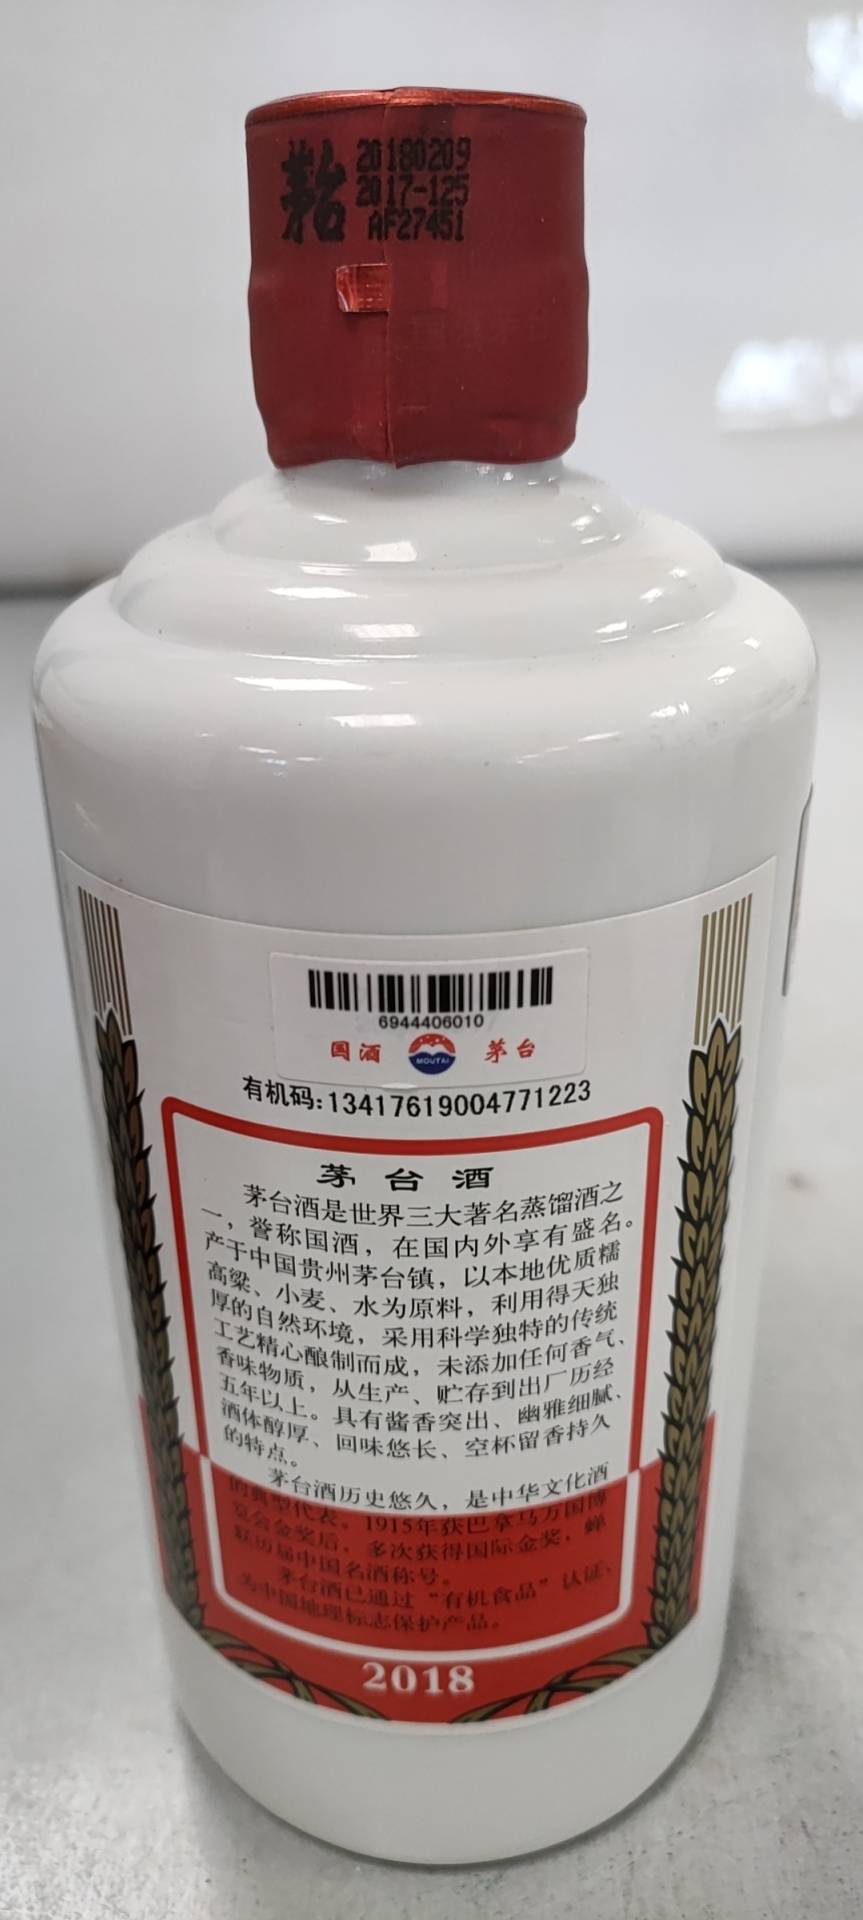 茅台 20180209
2017-125
AF27451
6944406010
国酒 MOUTAI 茅台
有机码:13417619004771223
茅台酒
茅台酒是世界三大著名蒸馏酒之
一，誉称国酒，在国内外享有盛名。
产于中国贵州茅台镇，以本地优质糯
高粱、小麦、水为原料，利用得天独
厚的自然环境，采用科学独特的传统
工艺精心酿制而成，未添加任何香气、
香味物质，从生产、贮存到出厂历经
五年以上。具有酱香突出、幽雅细腻、
酒体醇厚、回味悠长、空杯留香持久
的特点。
茅台酒历史悠久，是中华文化酒
的典型代表。1915年获巴拿马万国博
览会金奖后，多次获得国际金奖，蝉
联历届中国名酒称号。
茅台酒已通过“有机食品”认证、
为中国地理标志保护产品。
2018